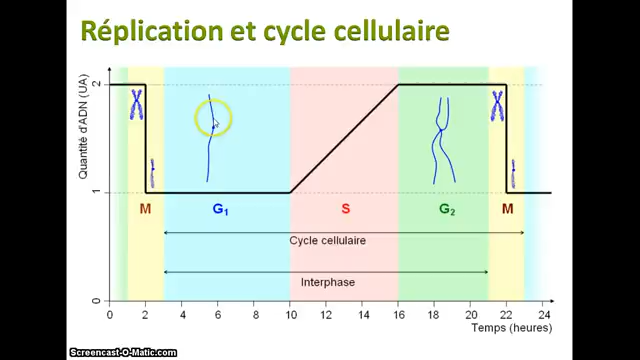 Réplication et cycle cellulaire
Quantité d'ADN (UA)
2
1
0
M
G1
S
G2
M
Cycle cellulaire
Interphase
0 2 4 6 8 10 12 14 16 18 20 22 24
Temps (heures)
Screencast-O-Matic.com